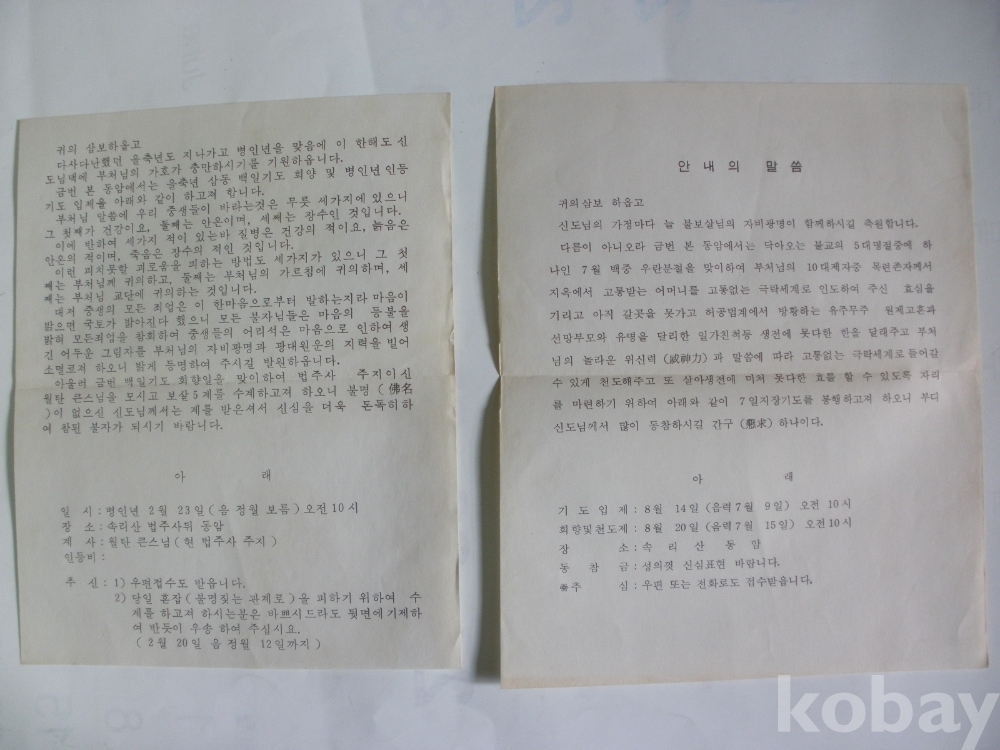 귀의 삼보하옵고
다사다난했던 을축년도 지나가고 병인년을 맞음에 이 한해도 신
도님댁에 부처님의 가호가 충만하시기를 기원하옵니다.
금번 본 동암에서는 을축년 삼동 백일기도 회향 및 병인년 인등
기도 입제를 아래와 같이 하고져 합니다.
부처님 말씀에 우리 중생들이 바라는것은 무릇 세가지에 있으니
그 첫째가 건강이요, 둘째는 안온이며, 세째는 장수인 것입니다.
이에 반하여 세가지 적이 있는바 질병은 건강의 적이요, 늙음은
안온의 적이며, 죽음은 장수의 적인 것입니다.
이런 피치못할 괴로움을 피하는 방법도 세가지가 있으니 그 첫
째는 부처님께 귀의하고, 둘째는 부처님의 가르침에 귀의하며, 세
째는 부처님 교단에 귀의하는 것입니다.
대저 중생의 모든 죄업은 이 한마음으로부터 발하는지라 마음이
밝으면 국토가 밝아진다 했으니 모든 불자님들은 마음의 등불을
밝혀 모든죄업을 참회하여 중생들의 어리석은 마음으로 인하여 생
긴 어두운 그림자를 부처님의 자비광명과 광대원운의 지력을 빌어
소멸로져 하오니 밝게 등명하여 주시길 발원하옵니다.
아울러 금번 백일기도 회향일을 맞이하여 법주사 주지이신
월탄 큰스님을 모시고 보살5계를 수계하고져 하오니 불명 (佛名
)이 없으신 신도님께서는 계를 받으셔서 신심을 더욱 돈독히하
여 참된 불자가 되시기 바랍니다.
아 래
일 시 : 병인년 2월 23일 (음 정월 보름) 오전 10시
장 소 : 속리산 법주사뒤 동암
계 사 : 월탄 큰스님 ( 현 법주사 주지 )
인등비 :
추 신 : 1) 우편접수도 받읍니다.
2) 당일 혼잡 ( 불명짖는 관계로 ) 을 피하기 위하여 수
계를 하고져 하시는분은 바쁘시드라도 뒷면에 기제하
여 반듯이 우송 하여 주십시요.
( 2월 20일 음 정월 12일까지 )
안 내 의 말 씀
귀의삼보 하옵고
신도님의 가정마다 늘 불보살님의 자비광명이 함께하시길 축원합니다.
다름이 아니오라 금번 본 동암에서는 닥아오는 불교의 5대명절중에 하
나인 7월 백중 우란분절을 맞이하여 부처님의 10대제자중 목련존자께서
지옥에서 고통받는 어머니를 고통없는 극락세계로 인도하여 주신 효심을
기리고 아직 갈곳을 못가고 허공법계에서 방황하는 유주무주 원제고혼과
선망부모와 유명을 달리한 일가친척등 생전에 못다한 한을 달래주고 부처
님의 놀라운 위신력 (威神力) 과 말씀에 따라 고통없는 극락세계로 들어갈
수 있게 천도해주고 또 살아생전에 미처 못다한 효를 할 수 있도록 자리
를 마련하기 위하여 아래와 같이 7일지장기도를 봉행하고져 하오니 부디
신도님께서 많이 동참하시길 간구 (懇求) 하나이다.
아 래
기 도 입 제 : 8월 14일 (음력 7월 9일) 오전 10시
회향및천도제 : 8월 20일 (음력7월 15일) 오전10시
장 소 : 속 리 산 동 암
동 참 금 : 성의껏 신심표현 바랍니다.
※추 심 : 우편 또는 전화로도 접수받읍니다.
kobay